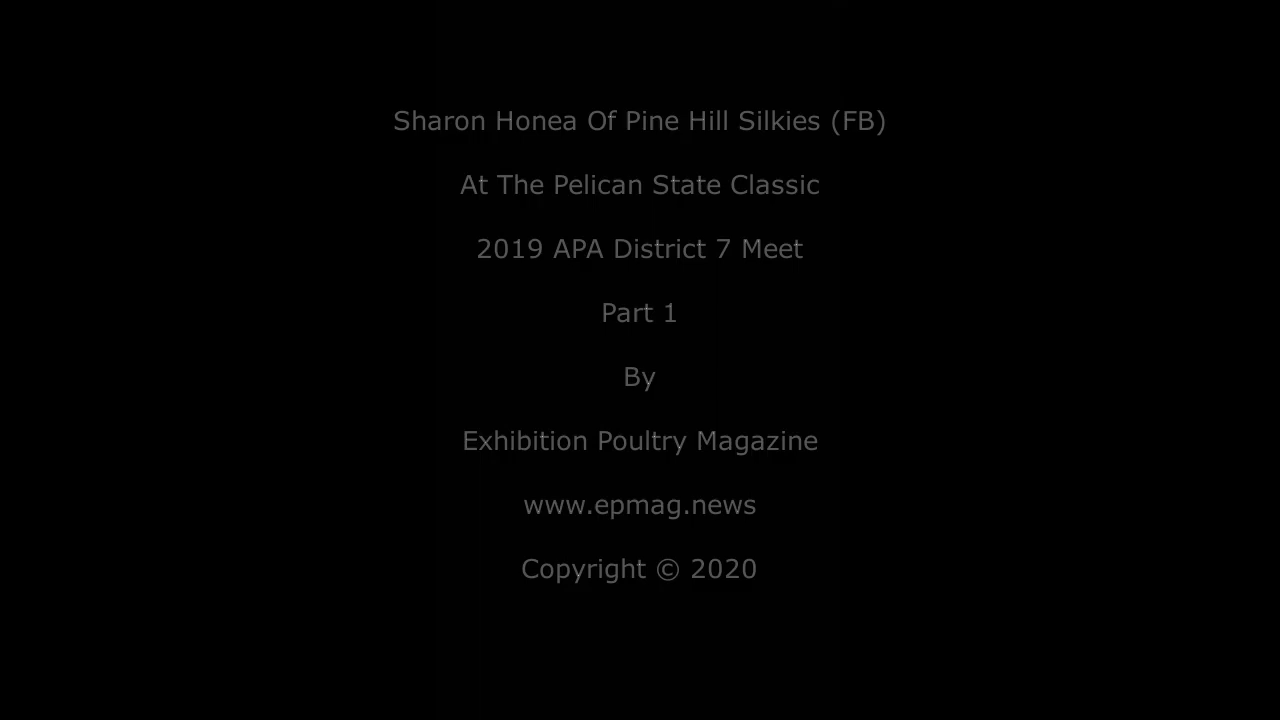 Sharon Honea Of Pine Hill Silkies (FB)
At The Pelican State Classic
2019 APA District 7 Meet
Part 1
By
Exhibition Poultry Magazine
www.epmag.news
Copyright © 2020